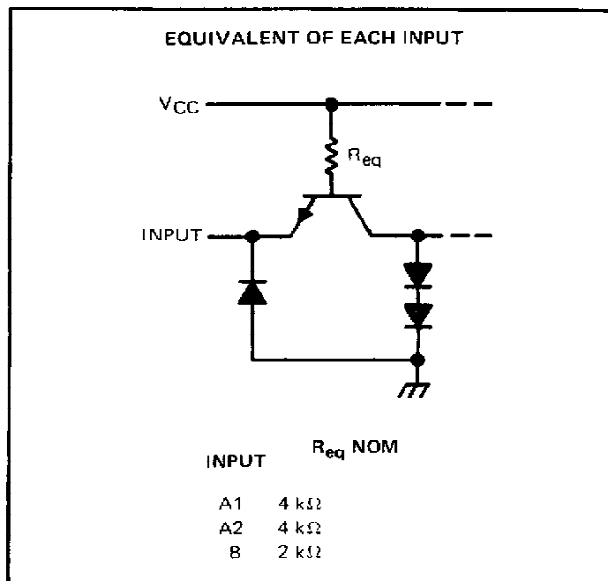 EQUIVALENT OF EACH INPUT
VCC
Req
INPUT
INPUT Req NOM
A1 4 kΩ
A2 4 kΩ
B 2 kΩ